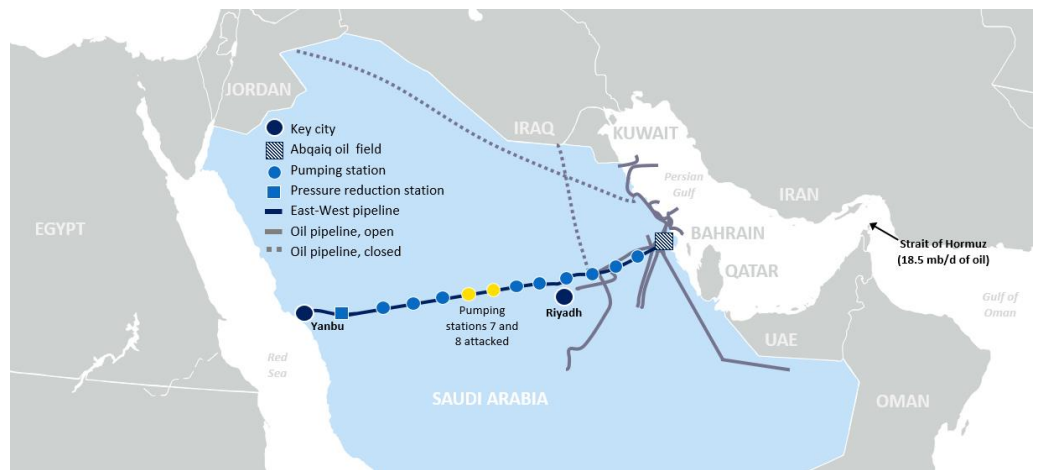 JORDAN
IRAQ
KUWAIT
Persian
Gulf
IRAN
EGYPT
BAHRAIN
QATAR
Strait of Hormuz
(18.5 mb/d of oil)
Gulf of
Oman
UAE
OMAN
Key city
Abqaiq oil field
Pumping station
Pressure reduction station
East-West pipeline
Oil pipeline, open
Oil pipeline, closed
Yanbu
Pumping
stations 7 and
8 attacked
Riyadh
Red
Sea
SAUDI ARABIA